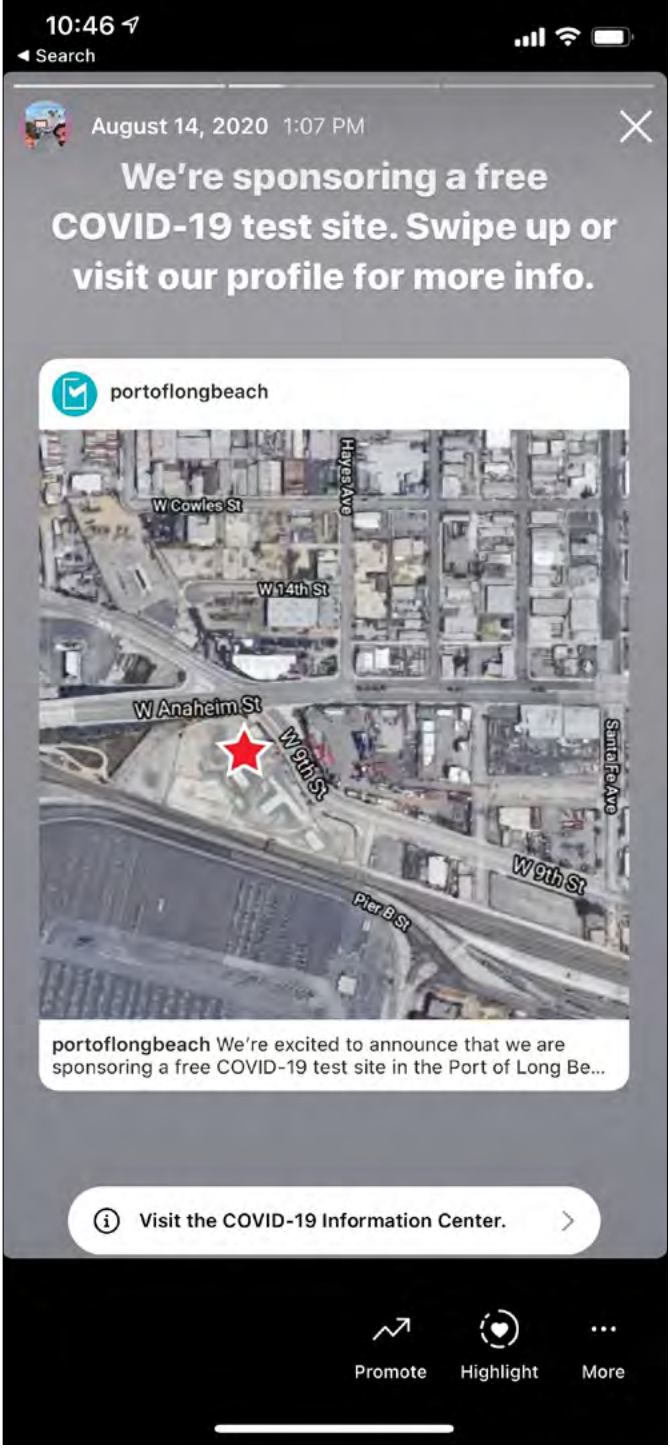 10:46
Search
August 14, 2020 1:07 PM
We're sponsoring a free
COVID-19 test site. Swipe up or
visit our profile for more info.
portoflongbeach
Hayes Ave
W Cowles St
W 14th St
W Anaheim St
W 9th St
Santa Fe Ave
W 9th St
Pier B St
portoflongbeach We're excited to announce that we are
sponsoring a free COVID-19 test site in the Port of Long Be...
Visit the COVID-19 Information Center.
Promote Highlight More